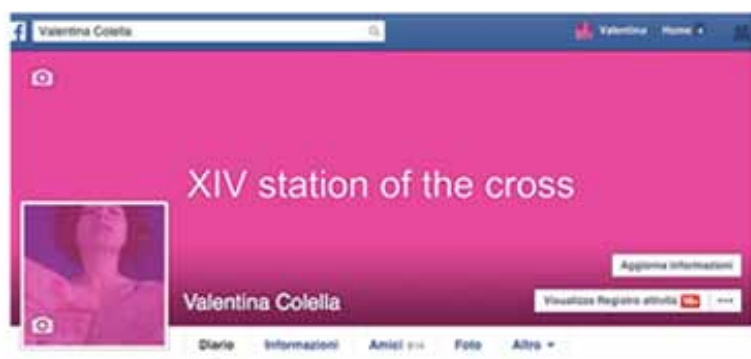 f Valentina Colella Valentina Home
XIV station of the cross
Aggiorna informazioni
Valentina Colella Visualizza Registro attività
Diario Informazioni Amici Foto Altro